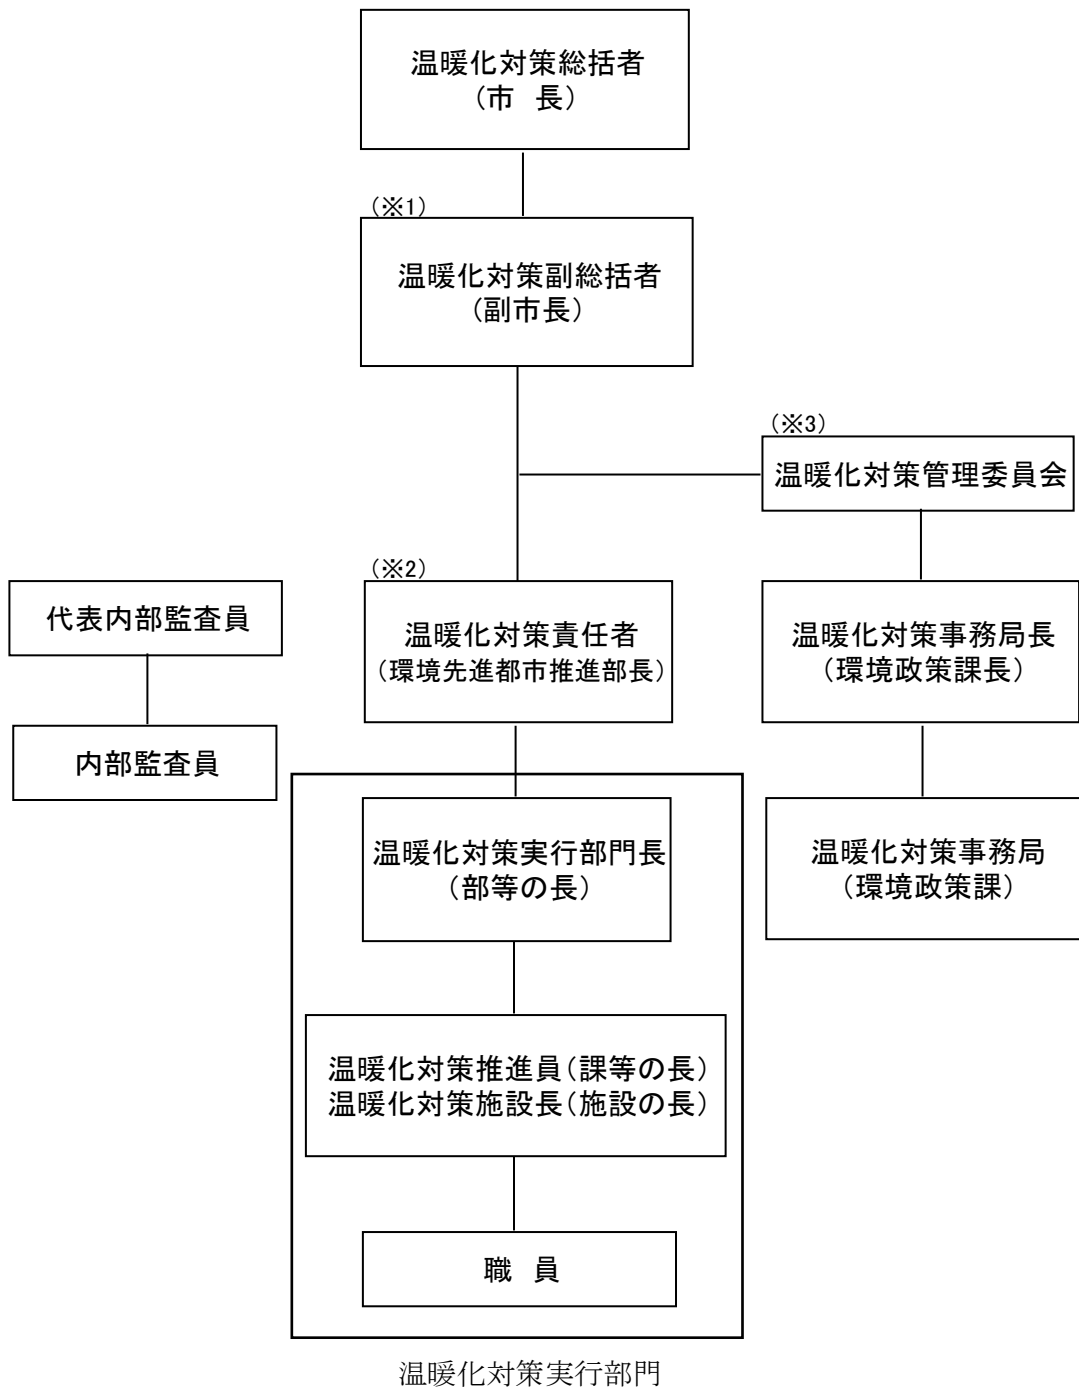 温暖化対策総括者
(市 長)
(※1)
温暖化対策副総括者
(副市長)
(※3)
温暖化対策管理委員会
(※2)
代表内部監査員
温暖化対策責任者
(環境先進都市推進部長)
温暖化対策事務局長
(環境政策課長)
内部監査員
温暖化対策実行部門長
(部等の長)
温暖化対策事務局
(環境政策課)
温暖化対策推進員(課等の長)
温暖化対策施設長(施設の長)
職 員
温暖化対策実行部門